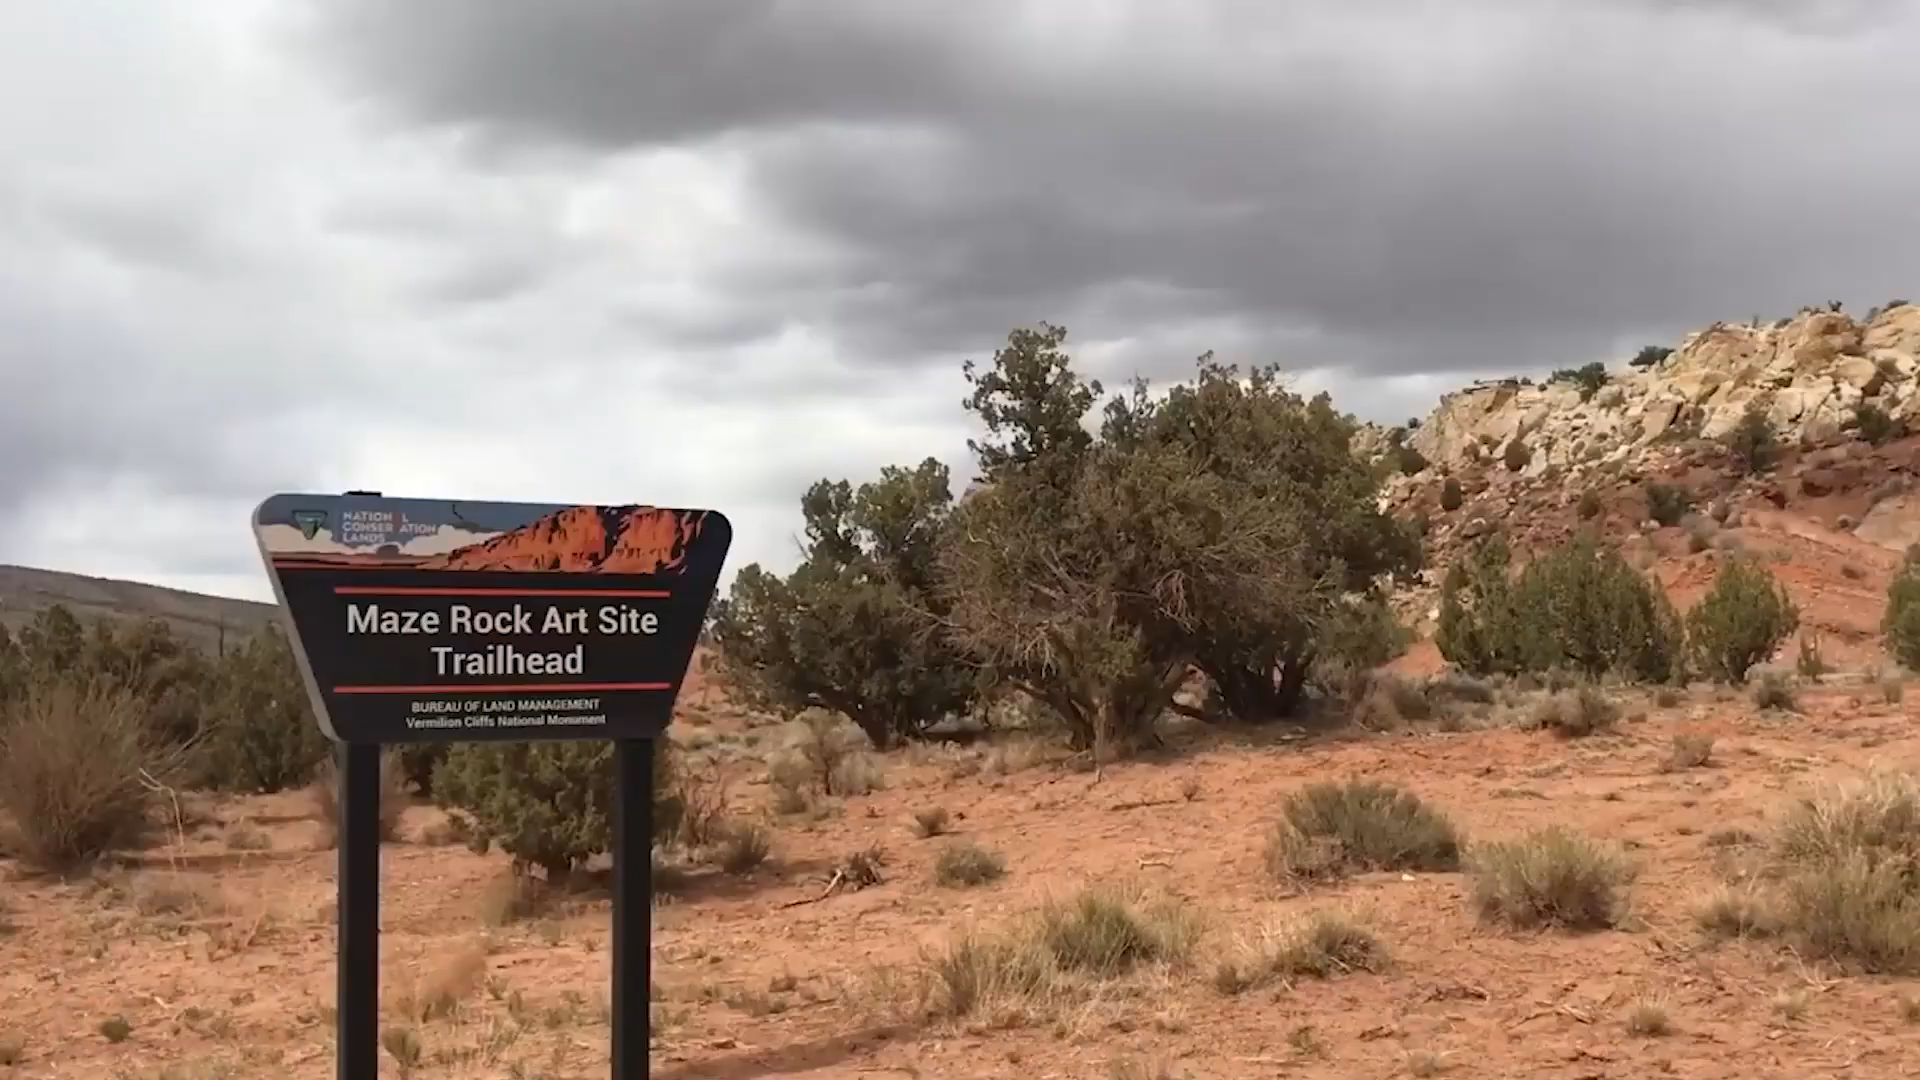 NATIONAL
CONSERVATION
LANDS
Maze Rock Art Site
Trailhead
BUREAU OF LAND MANAGEMENT
Vermilion Cliffs National Monument